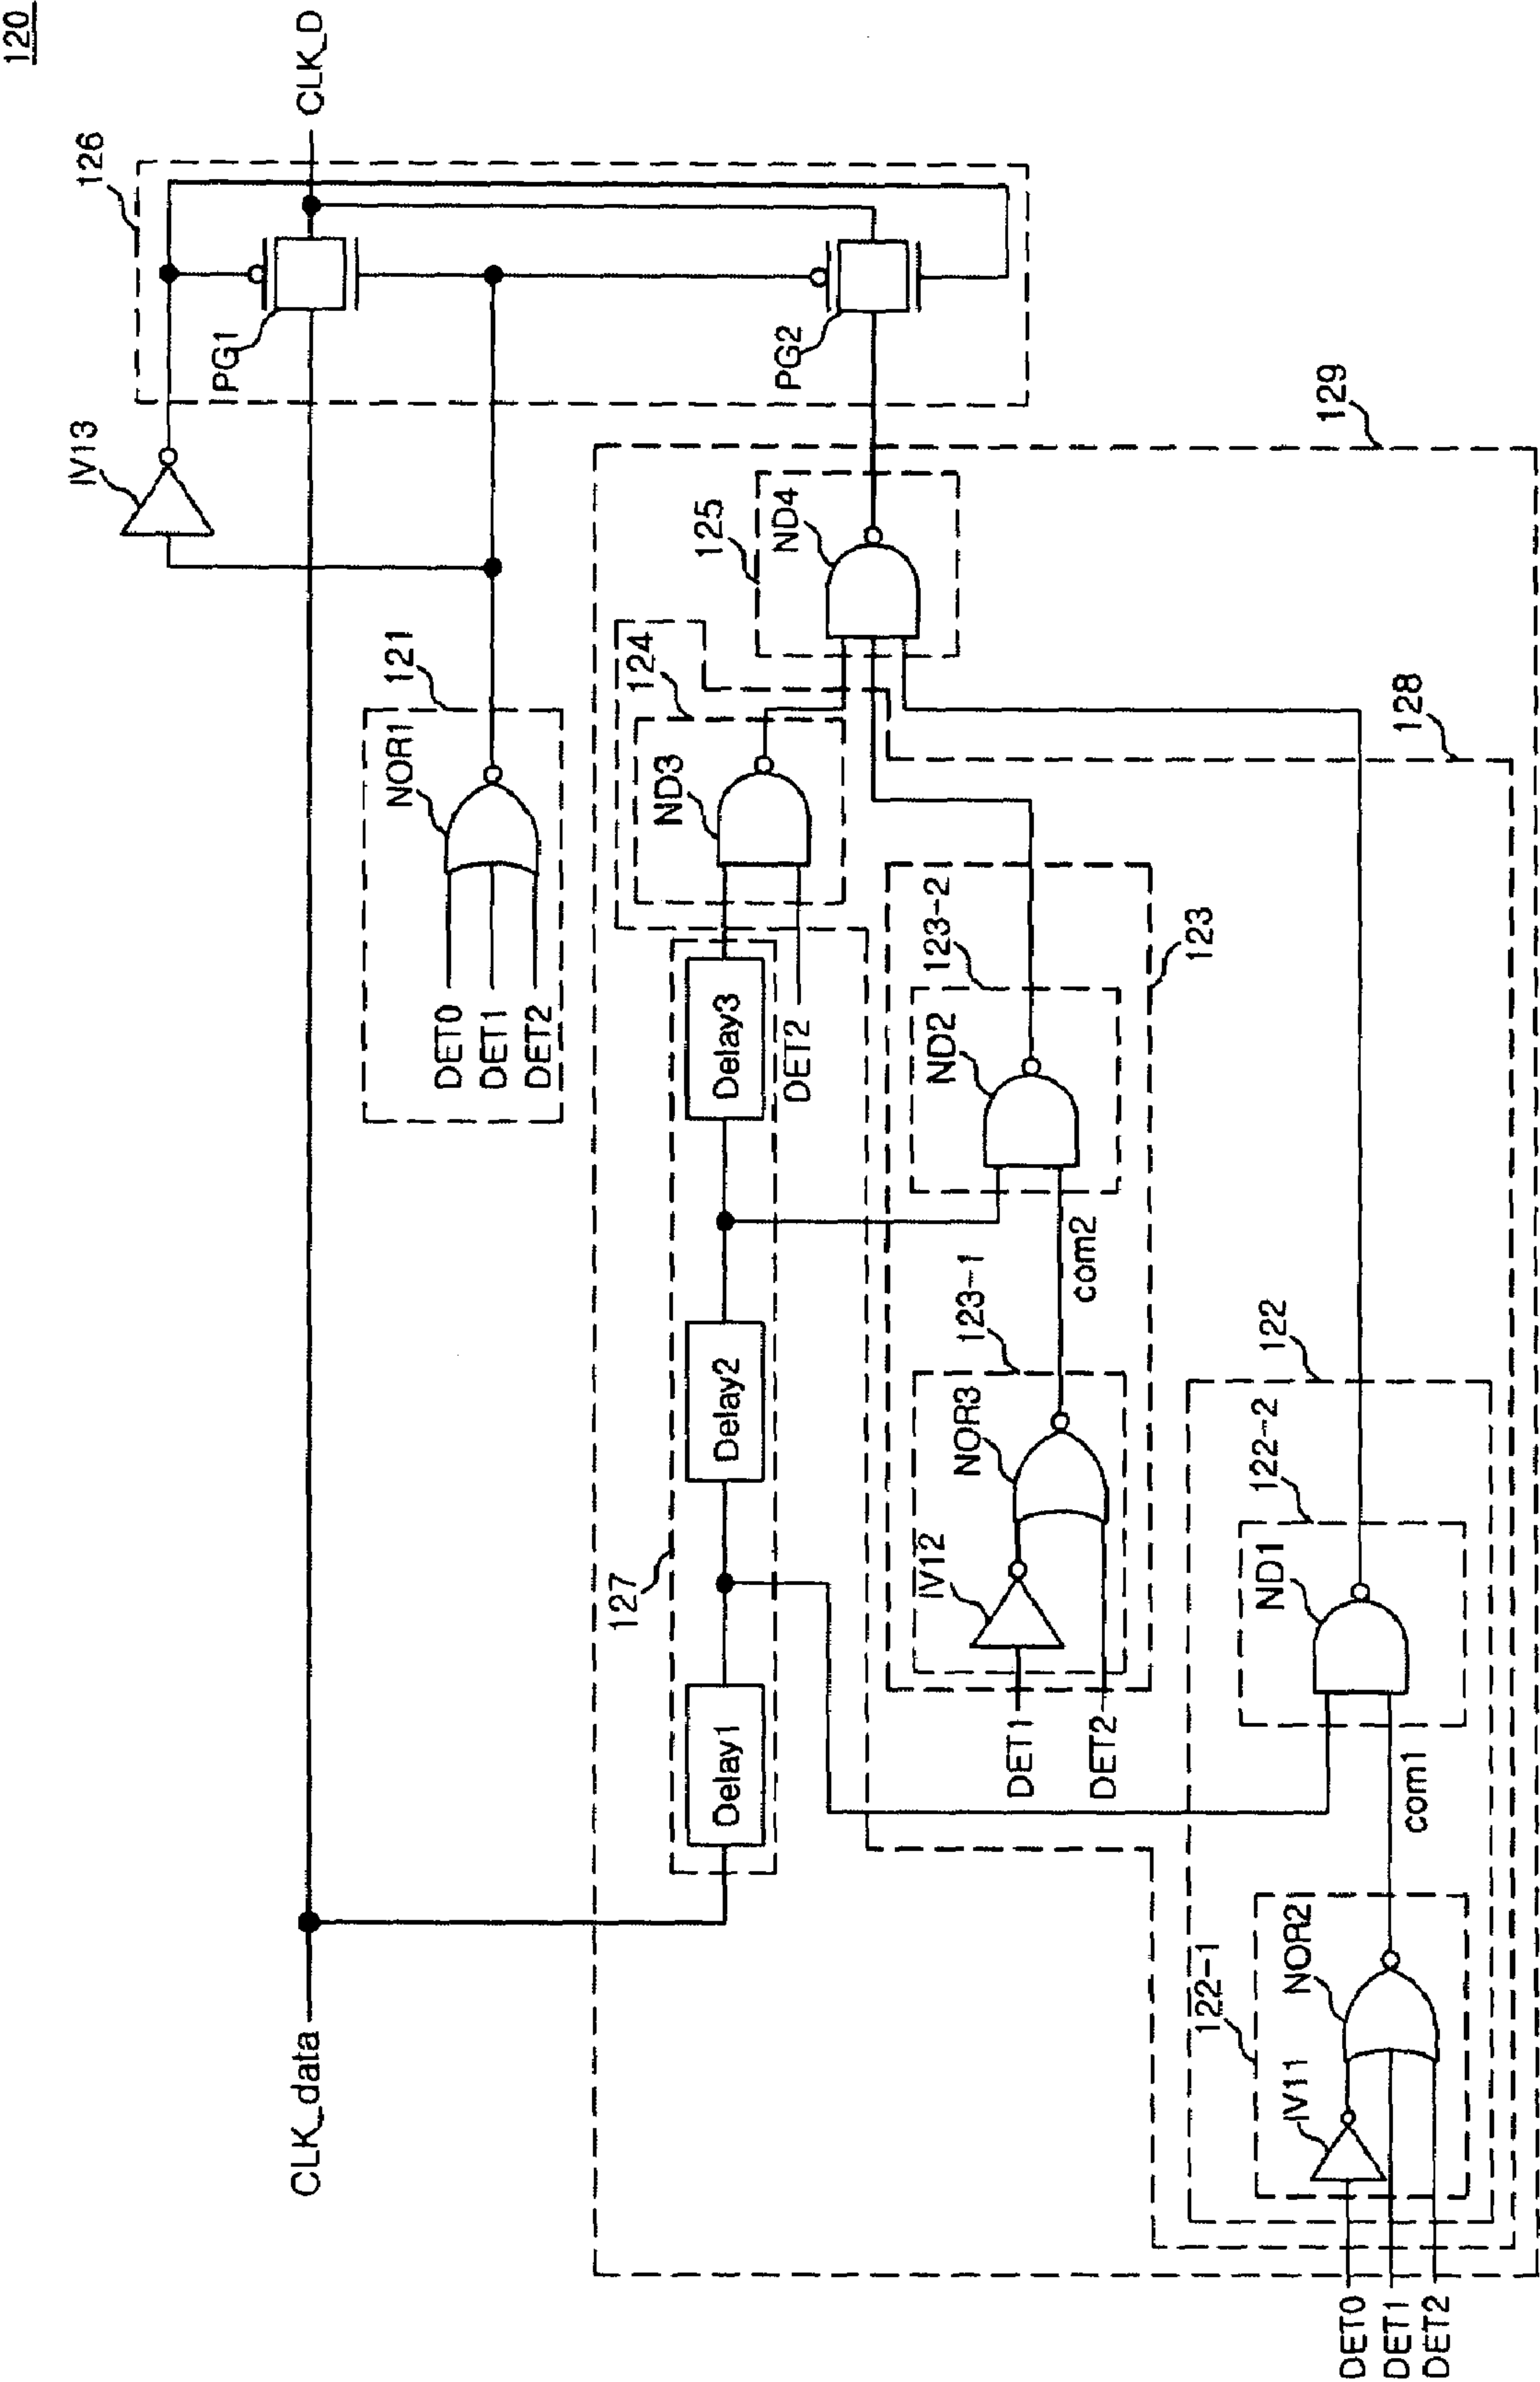 120
126
CLK_D
IV13
PG1
PG2
121
NOR1
DET0
DET1
DET2
129
125
ND4
124
ND3
128
127
Delay1
Delay2
Delay3
DET2
123
123-2
ND2
com2
123-1
NOR3
IV12
DET1
DET2
122
122-2
ND1
com1
122-1
NOR2
IV11
DET0
DET1
DET2
CLK_data